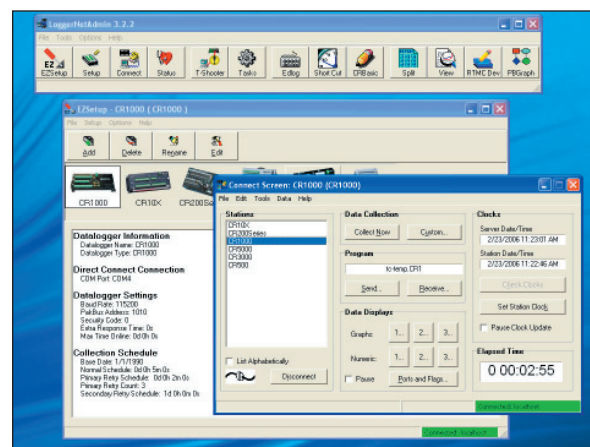 LoggerNetAdmin 3.2.2
File Tools Options Help
EZSetup Setup Connect Status T-Shooter Tasks Edlog Short Cut CRBasic Split View RTMC Dev PBGraph
EZSetup - CR1000 ( CR1000 )
File Setup Options Help
Add Delete Rename Edit
CR1000 CR10X CR200Se
Datalogger Information
Datalogger Name: CR1000
Datalogger Type: CR1000
Direct Connect Connection
COM Port: COM4
Datalogger Settings
Baud Rate: 115200
PakBus Address: 1010
Security Code: 0
Extra Response Time: 0s
Max Time Online: 0d 0h 0s
Collection Schedule
Base Date: 1/1/1990
Normal Schedule: 0d 0h 5m 0s
Primary Retry Schedule: 0d 0h 2m 0s
Primary Retry Count: 3
Secondary Retry Schedule: 1d 0h 0m 0s
Connected: localhost
Connect Screen: CR1000 (CR1000)
File Edit Tools Data Help
Stations
CR10X
CR200Series
CR1000
CR5000
CR3000
CR500
List Alphabetically
Disconnect
Data Collection
Collect Now Custom...
Program
tc-temp.CR1
Send... Receive...
Data Displays
Graphs: 1... 2... 3...
Numeric: 1... 2... 3...
Pause Ports and Flags...
Clocks
Server Date/Time
2/23/2006 11:23:01 AM
Station Date/Time
2/23/2006 11:22:46 AM
Check Clocks
Set Station Clock
Pause Clock Update
Elapsed Time
0 00:02:55
Connected: localhost